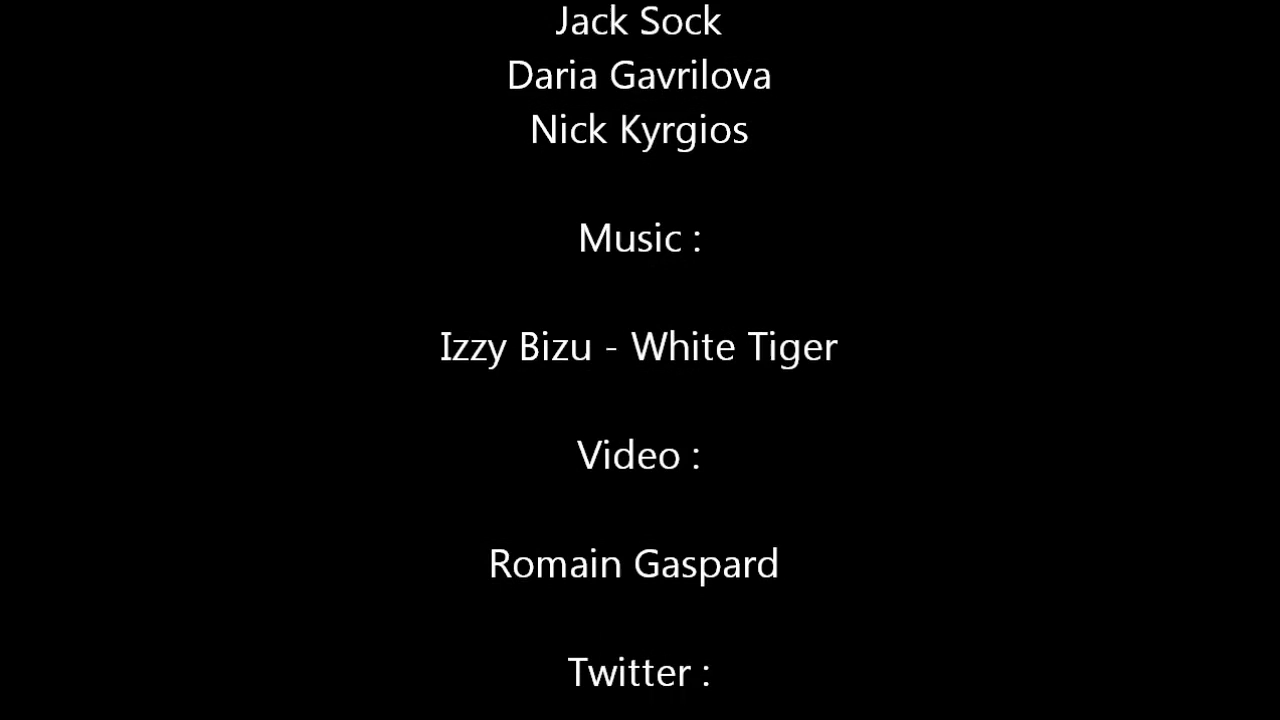 Jack Sock
Daria Gavrilova
Nick Kyrgios
Music :
Izzy Bizu - White Tiger
Video :
Romain Gaspard
Twitter :